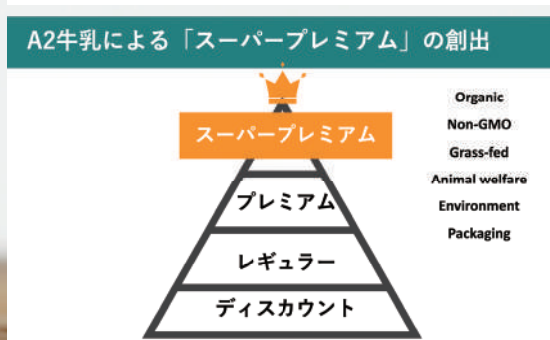 A2牛乳による「スーパープレミアム」の創出
スーパープレミアム
プレミアム
レギュラー
ディスカウント
Organic
Non-GMO
Grass-fed
Animal welfare
Environment
Packaging